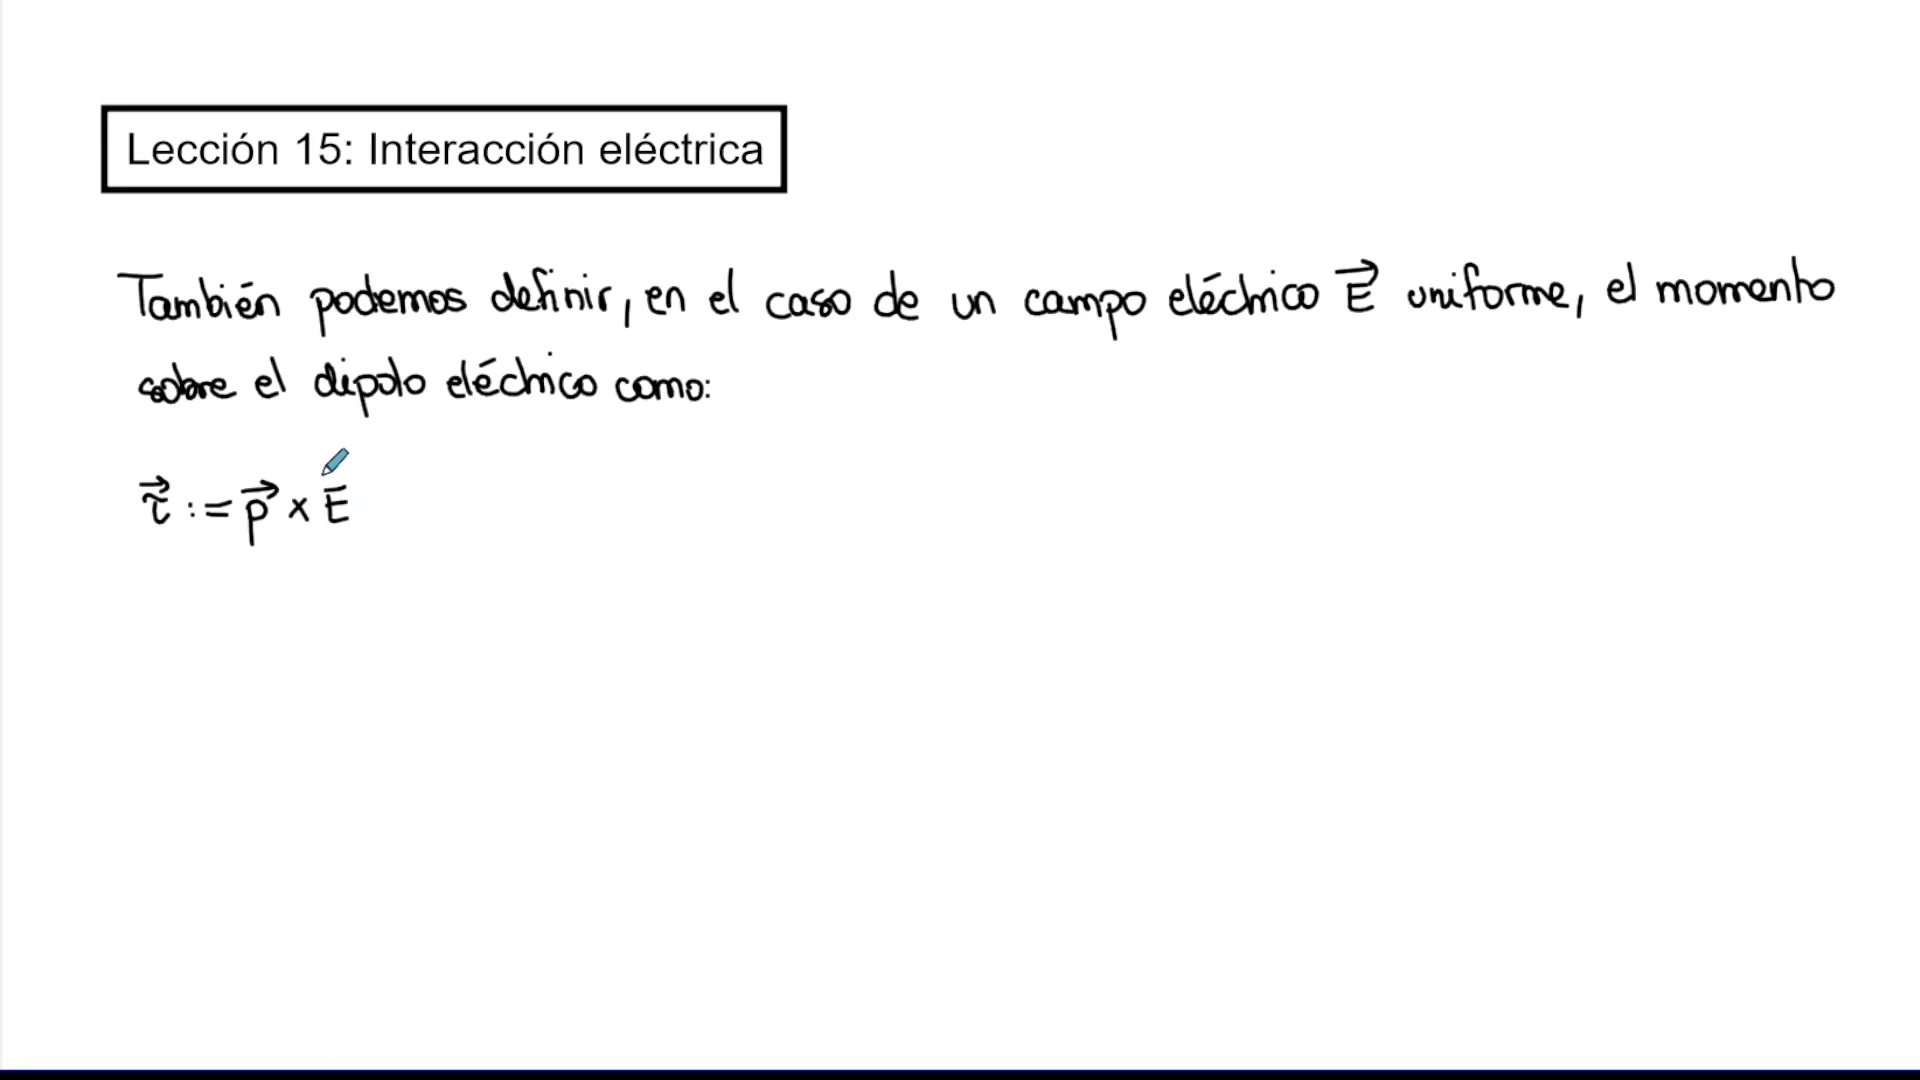 Lección 15: Interacción eléctrica
También podemos definir, en el caso de un campo eléctrico E⃗ uniforme, el momento
sobre el dipolo eléctrico como:
τ⃗ := p⃗ × E